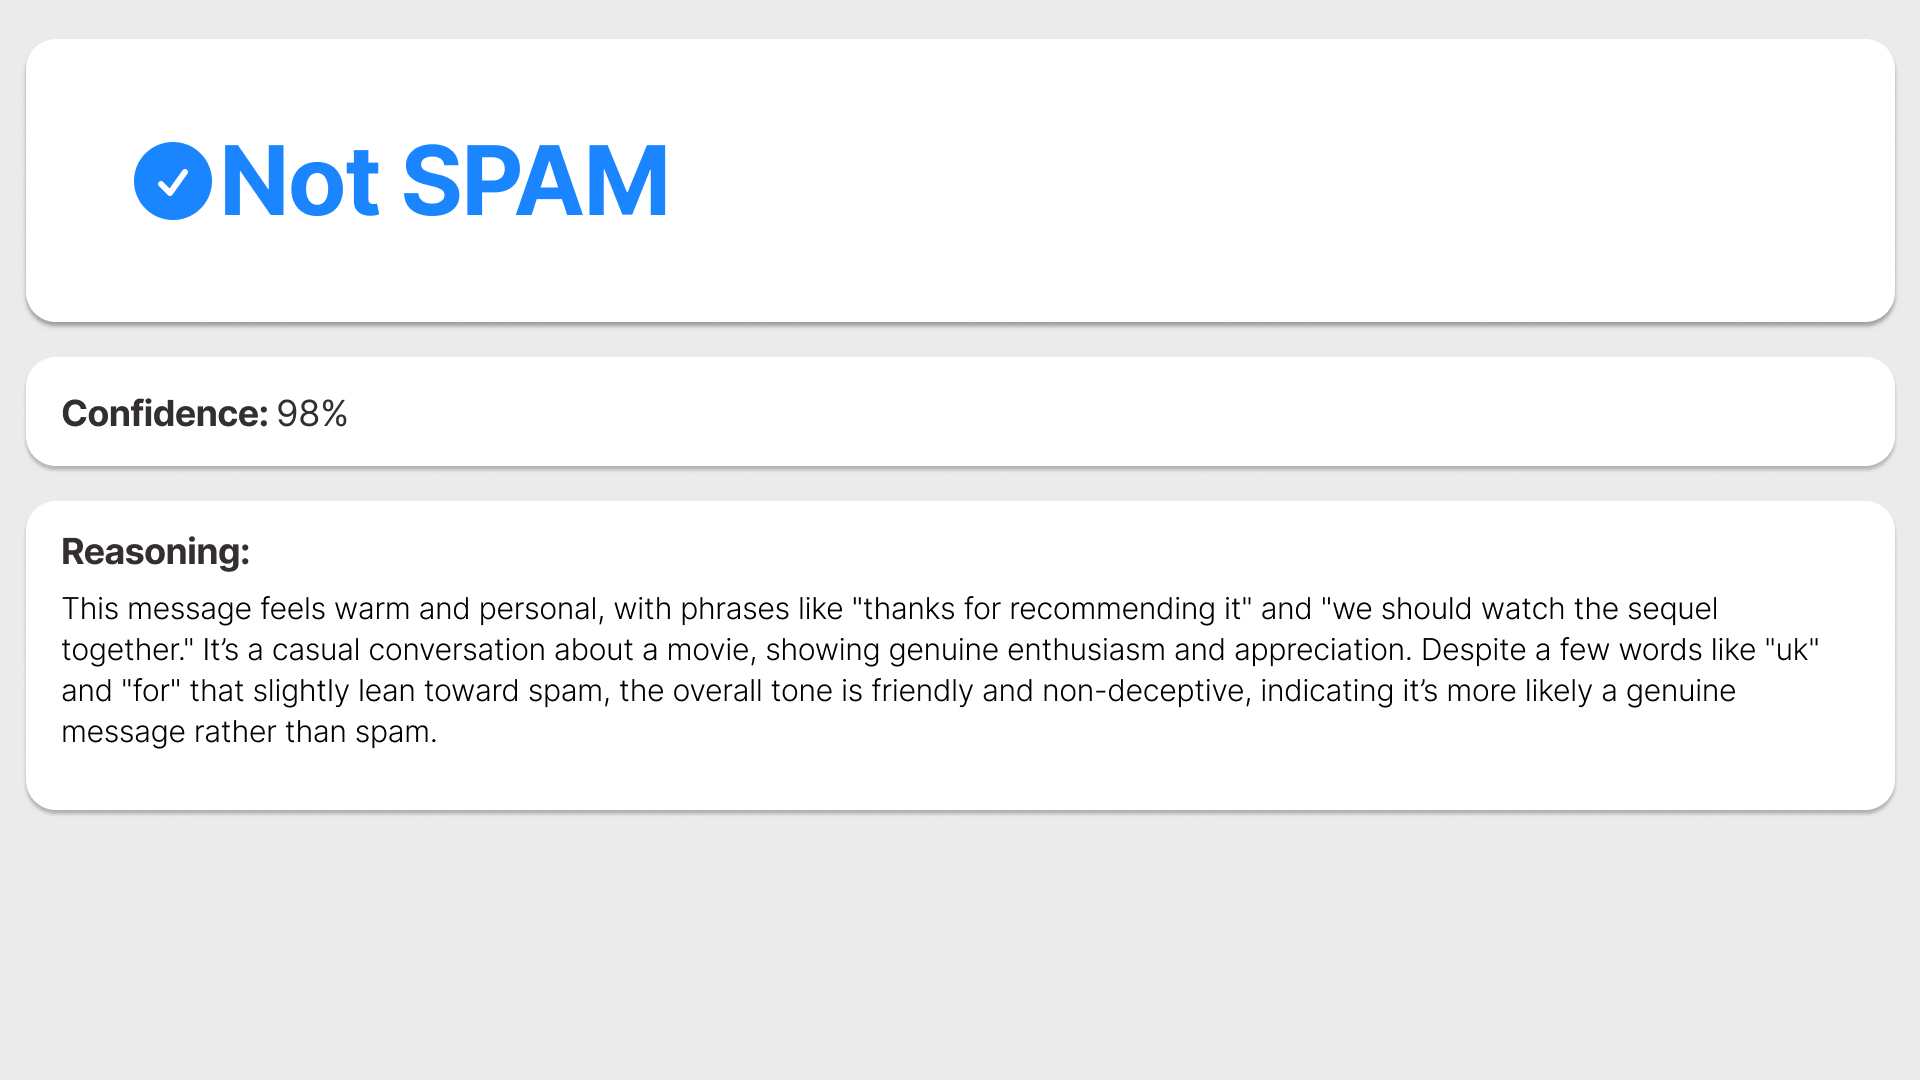 Not SPAM
Confidence: 98%
Reasoning:
This message feels warm and personal, with phrases like "thanks for recommending it" and "we should watch the sequel
together." It’s a casual conversation about a movie, showing genuine enthusiasm and appreciation. Despite a few words like "uk"
and "for" that slightly lean toward spam, the overall tone is friendly and non-deceptive, indicating it’s more likely a genuine
message rather than spam.